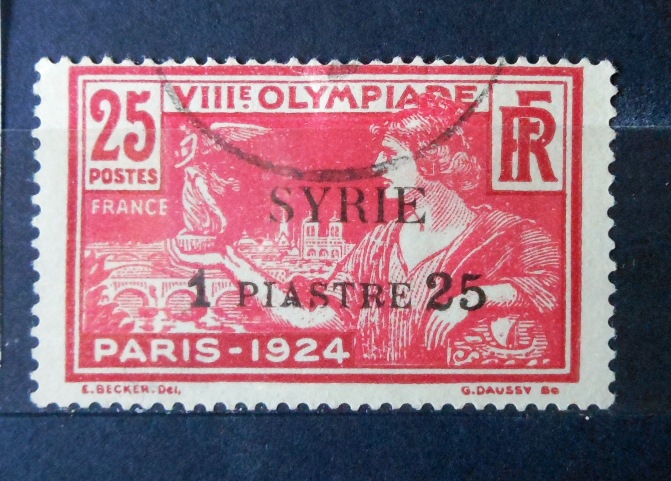 25 VIIIE. OLYMPIADE RF
POSTES
FRANCE
SYRIE
1 PIASTRE 25
PARIS-1924
E.BECKER.Del, G.DAUSSY Sc